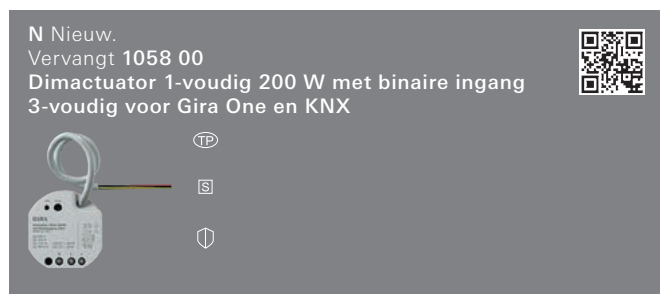 N Nieuw.
Vervangt 1058 00
Dimactuator 1-voudig 200 W met binaire ingang
3-voudig voor Gira One en KNX
TP
S
GIRA